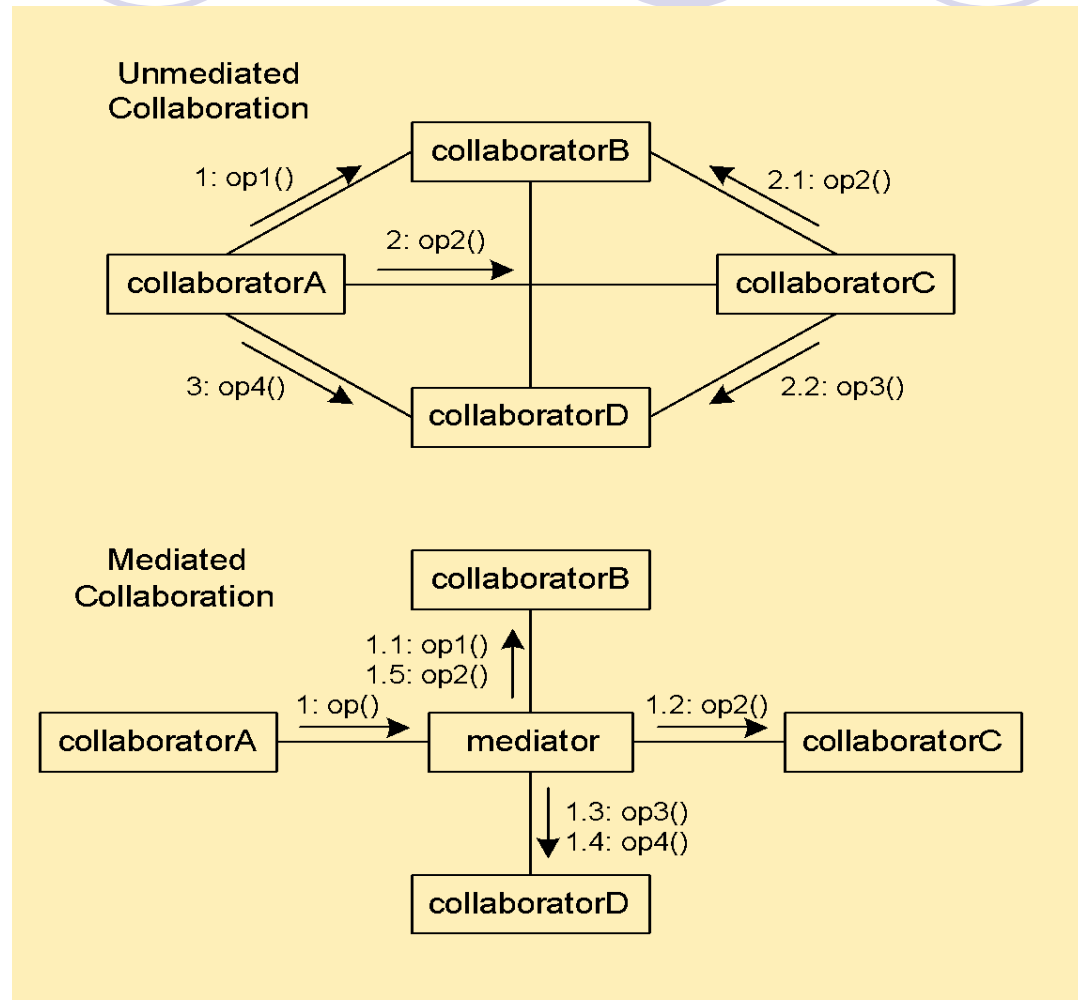 Unmediated
Collaboration
collaboratorB
1: op1()
2.1: op2()
2: op2()
collaboratorA
collaboratorC
3: op4()
2.2: op3()
collaboratorD
Mediated
Collaboration
collaboratorB
1.1: op1()
1.5: op2()
1: op()
1.2: op2()
collaboratorA
mediator
collaboratorC
1.3: op3()
1.4: op4()
collaboratorD